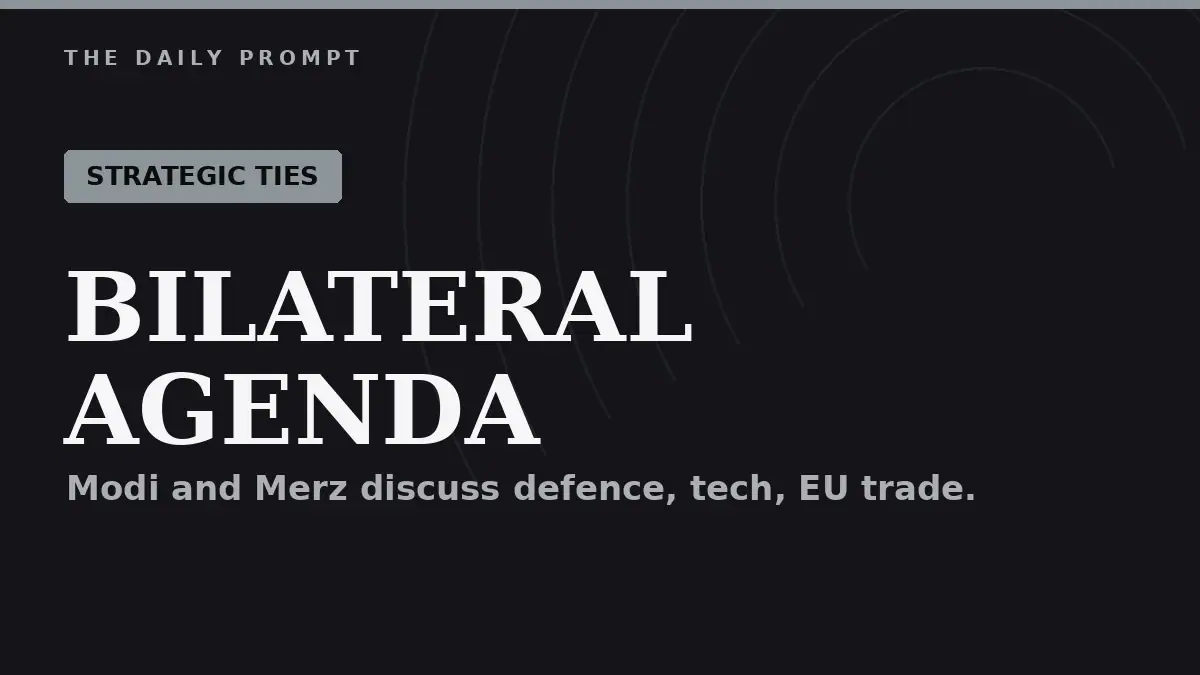 THE DAILY PROMPT
STRATEGIC TIES
BILATERAL
AGENDA
Modi and Merz discuss defence, tech, EU trade.